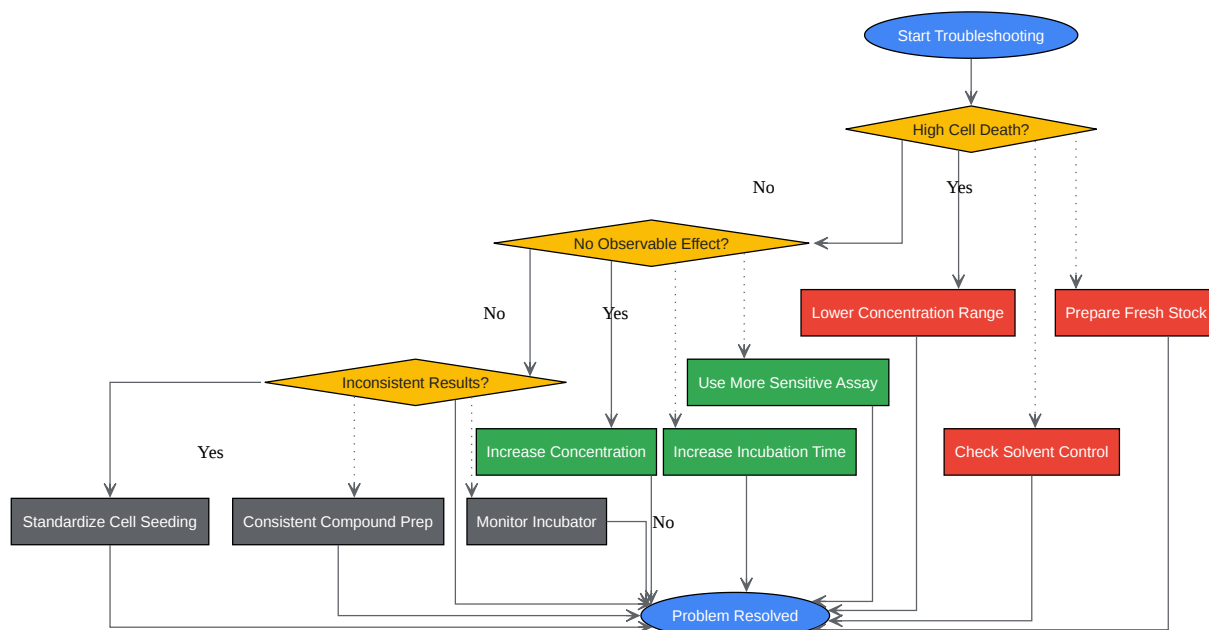 Start Troubleshooting
High Cell Death?
No
Yes
No Observable Effect?
Lower Concentration Range
Prepare Fresh Stock
No
Yes
Use More Sensitive Assay
Inconsistent Results?
Yes
Increase Concentration
Increase Incubation Time
Check Solvent Control
Standardize Cell Seeding
Consistent Compound Prep
Monitor Incubator
No
Problem Resolved